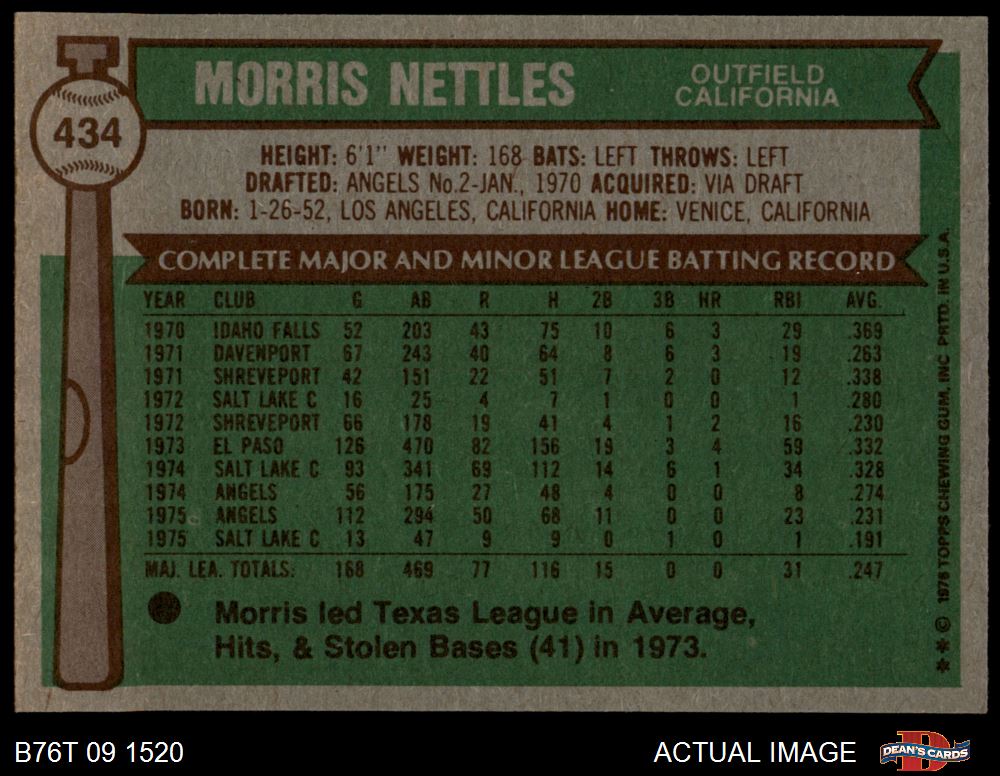 434
MORRIS NETTLES
OUTFIELD
CALIFORNIA
HEIGHT: 6'1" WEIGHT: 168 BATS: LEFT THROWS: LEFT
DRAFTED: ANGELS No.2-JAN., 1970 ACQUIRED: VIA DRAFT
BORN: 1-26-52, LOS ANGELES, CALIFORNIA HOME: VENICE, CALIFORNIA
COMPLETE MAJOR AND MINOR LEAGUE BATTING RECORD
YEAR CLUB G AB R H 2B 3B HR RBI AVG.
1970 IDAHO FALLS 52 203 43 75 10 6 3 29 .369
1971 DAVENPORT 67 243 40 64 8 6 3 19 .263
1971 SHREVEPORT 42 151 22 51 7 2 0 12 .338
1972 SALT LAKE C 16 25 4 7 1 0 0 1 .280
1972 SHREVEPORT 66 178 19 41 4 1 2 16 .230
1973 EL PASO 126 470 82 156 19 3 4 59 .332
1974 SALT LAKE C. 93 341 69 112 14 6 1 34 .328
1974 ANGELS 56 175 27 48 4 0 0 8 .274
1975 ANGELS 112 294 50 68 11 0 0 23 .231
1975 SALT LAKE C. 13 47 9 9 0 1 0 1 .191
MAJ. LEA. TOTALS: 168 469 77 116 15 0 0 31 .247
Morris led Texas League in Average,
Hits, & Stolen Bases (41) in 1973.
** © 1976 TOPPS CHEWING GUM, INC. PRTD. IN U.S.A.
B76T 09 1520
ACTUAL IMAGE
D
DEAN'S CARDS